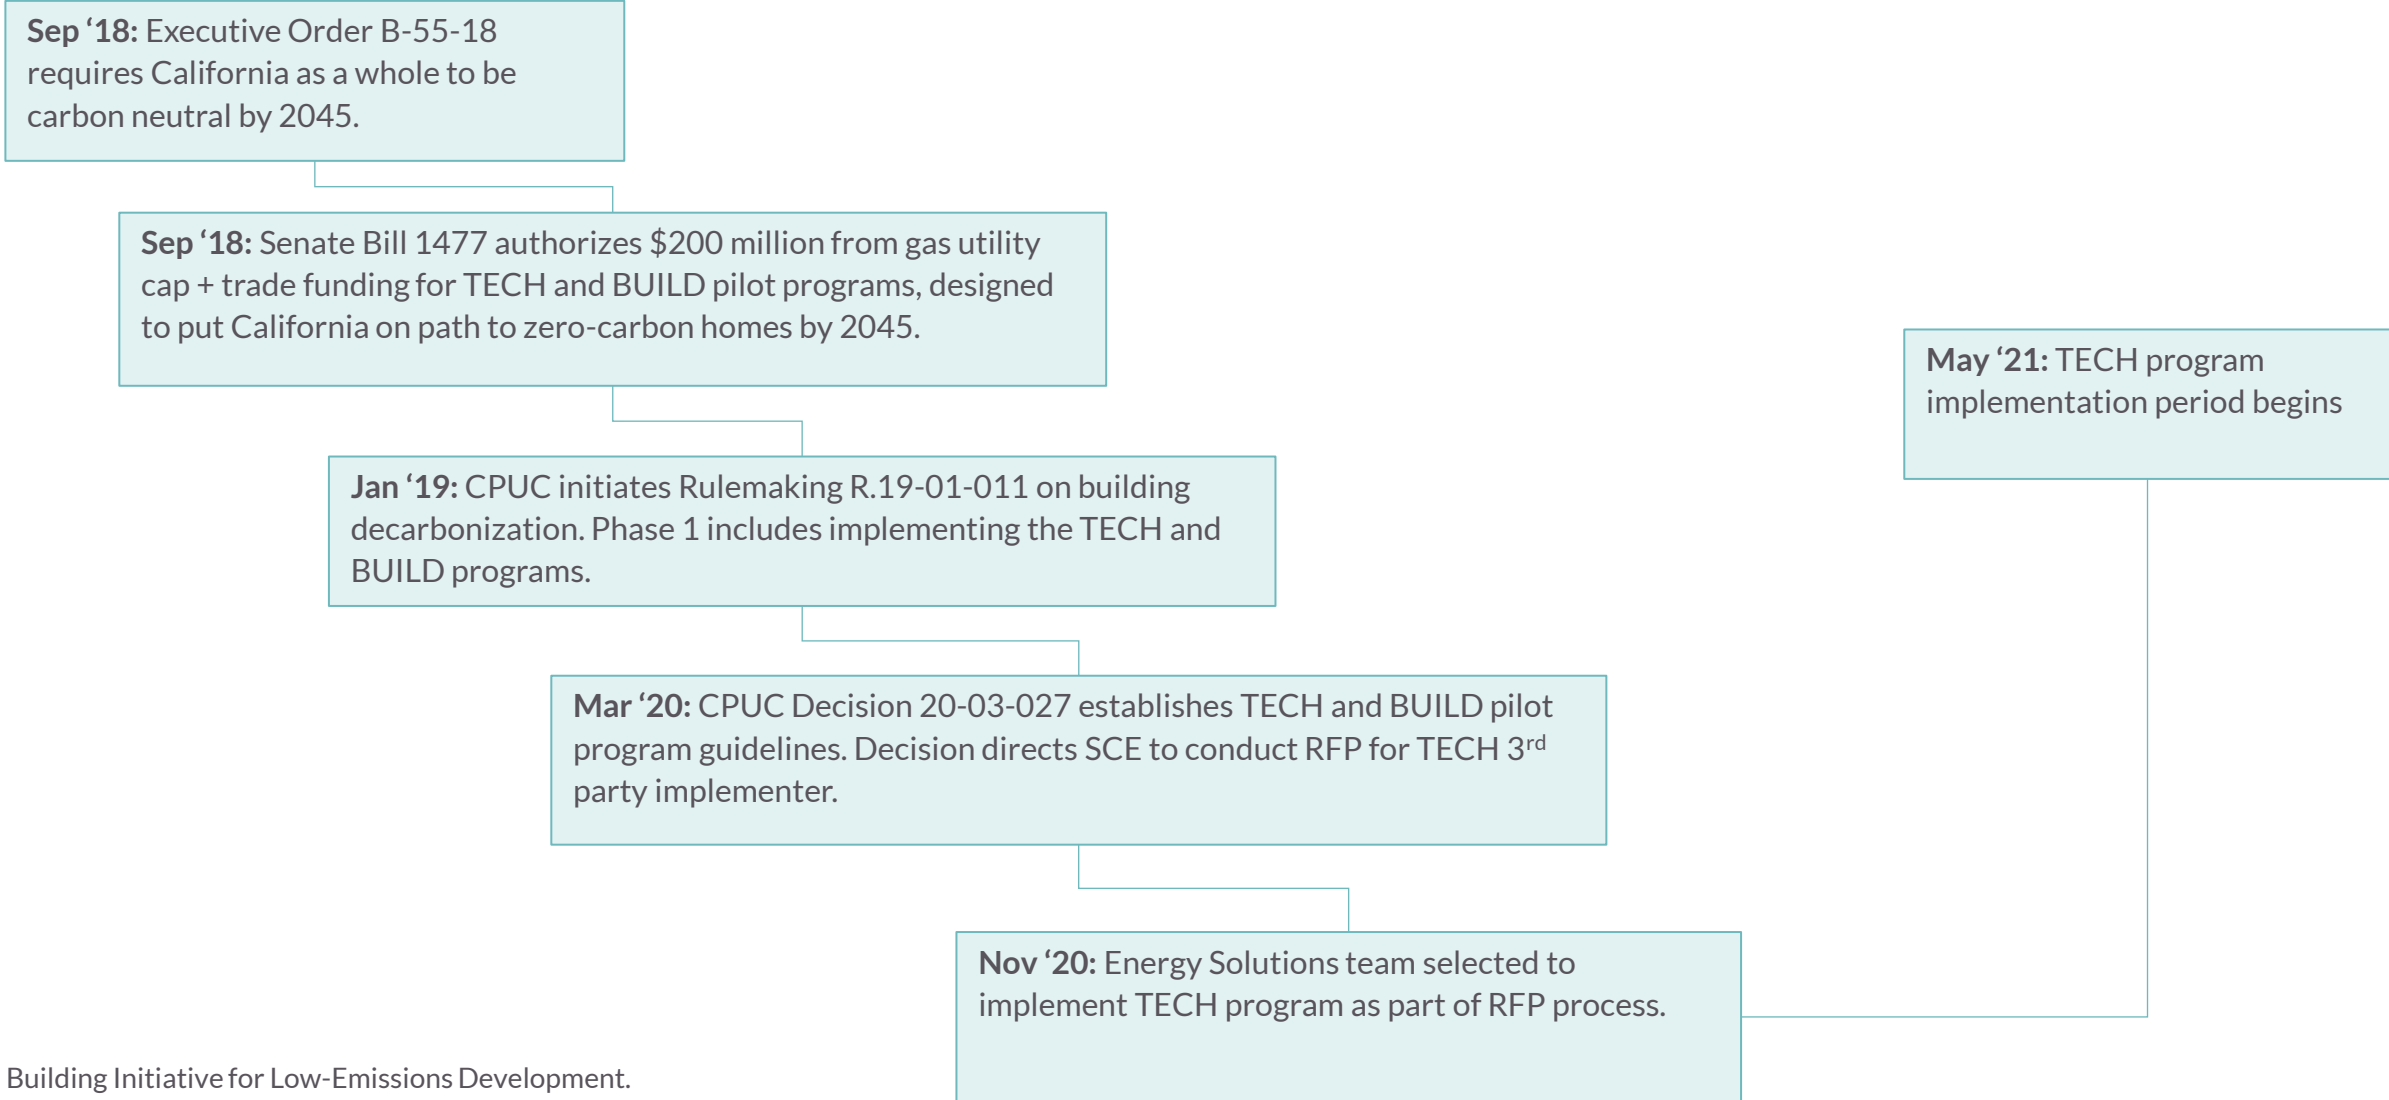 Sep ‘18: Executive Order B-55-18
requires California as a whole to be
carbon neutral by 2045.
Sep ‘18: Senate Bill 1477 authorizes $200 million from gas utility
cap + trade funding for TECH and BUILD pilot programs, designed
to put California on path to zero-carbon homes by 2045.
May ‘21: TECH program
implementation period begins
Jan ‘19: CPUC initiates Rulemaking R.19-01-011 on building
decarbonization. Phase 1 includes implementing the TECH and
BUILD programs.
Mar ‘20: CPUC Decision 20-03-027 establishes TECH and BUILD pilot
program guidelines. Decision directs SCE to conduct RFP for TECH 3rd
party implementer.
Nov ‘20: Energy Solutions team selected to
implement TECH program as part of RFP process.
Building Initiative for Low-Emissions Development.